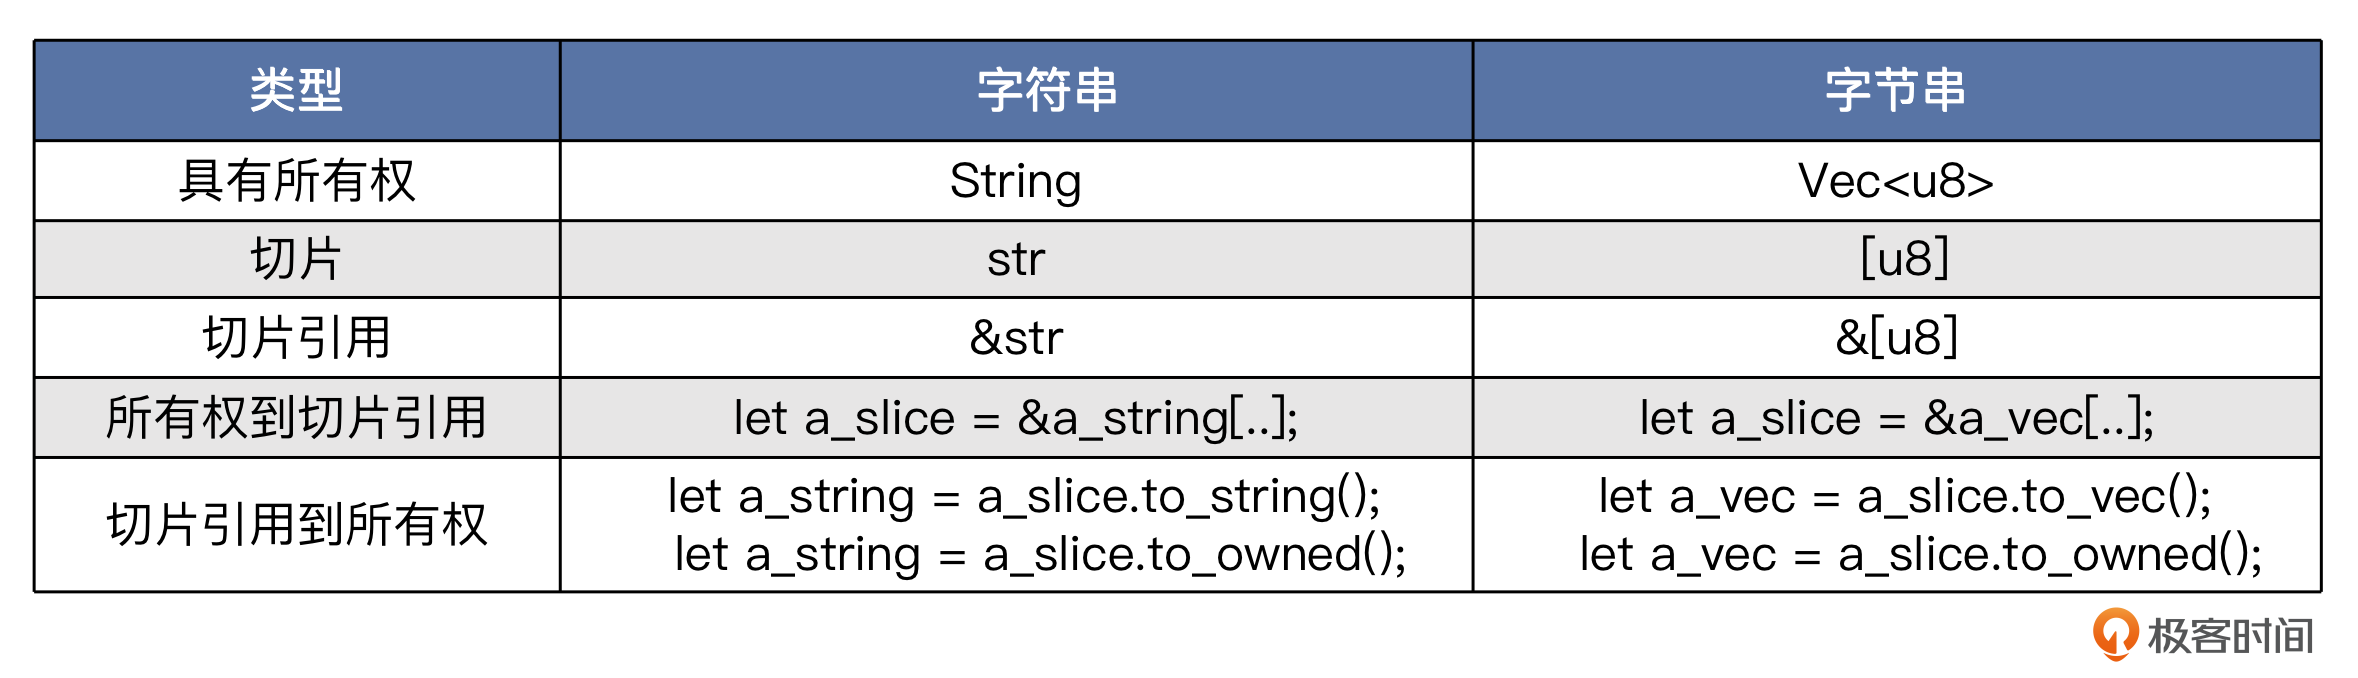 类型 字符串 字节串
具有所有权 String Vec<u8>
切片 str [u8]
切片引用 &str &[u8]
所有权到切片引用 let a_slice = &a_string[..]; let a_slice = &a_vec[..];
切片引用到所有权
let a_string = a_slice.to_string();
let a_string = a_slice.to_owned();
let a_vec = a_slice.to_vec();
let a_vec = a_slice.to_owned();
极客时间